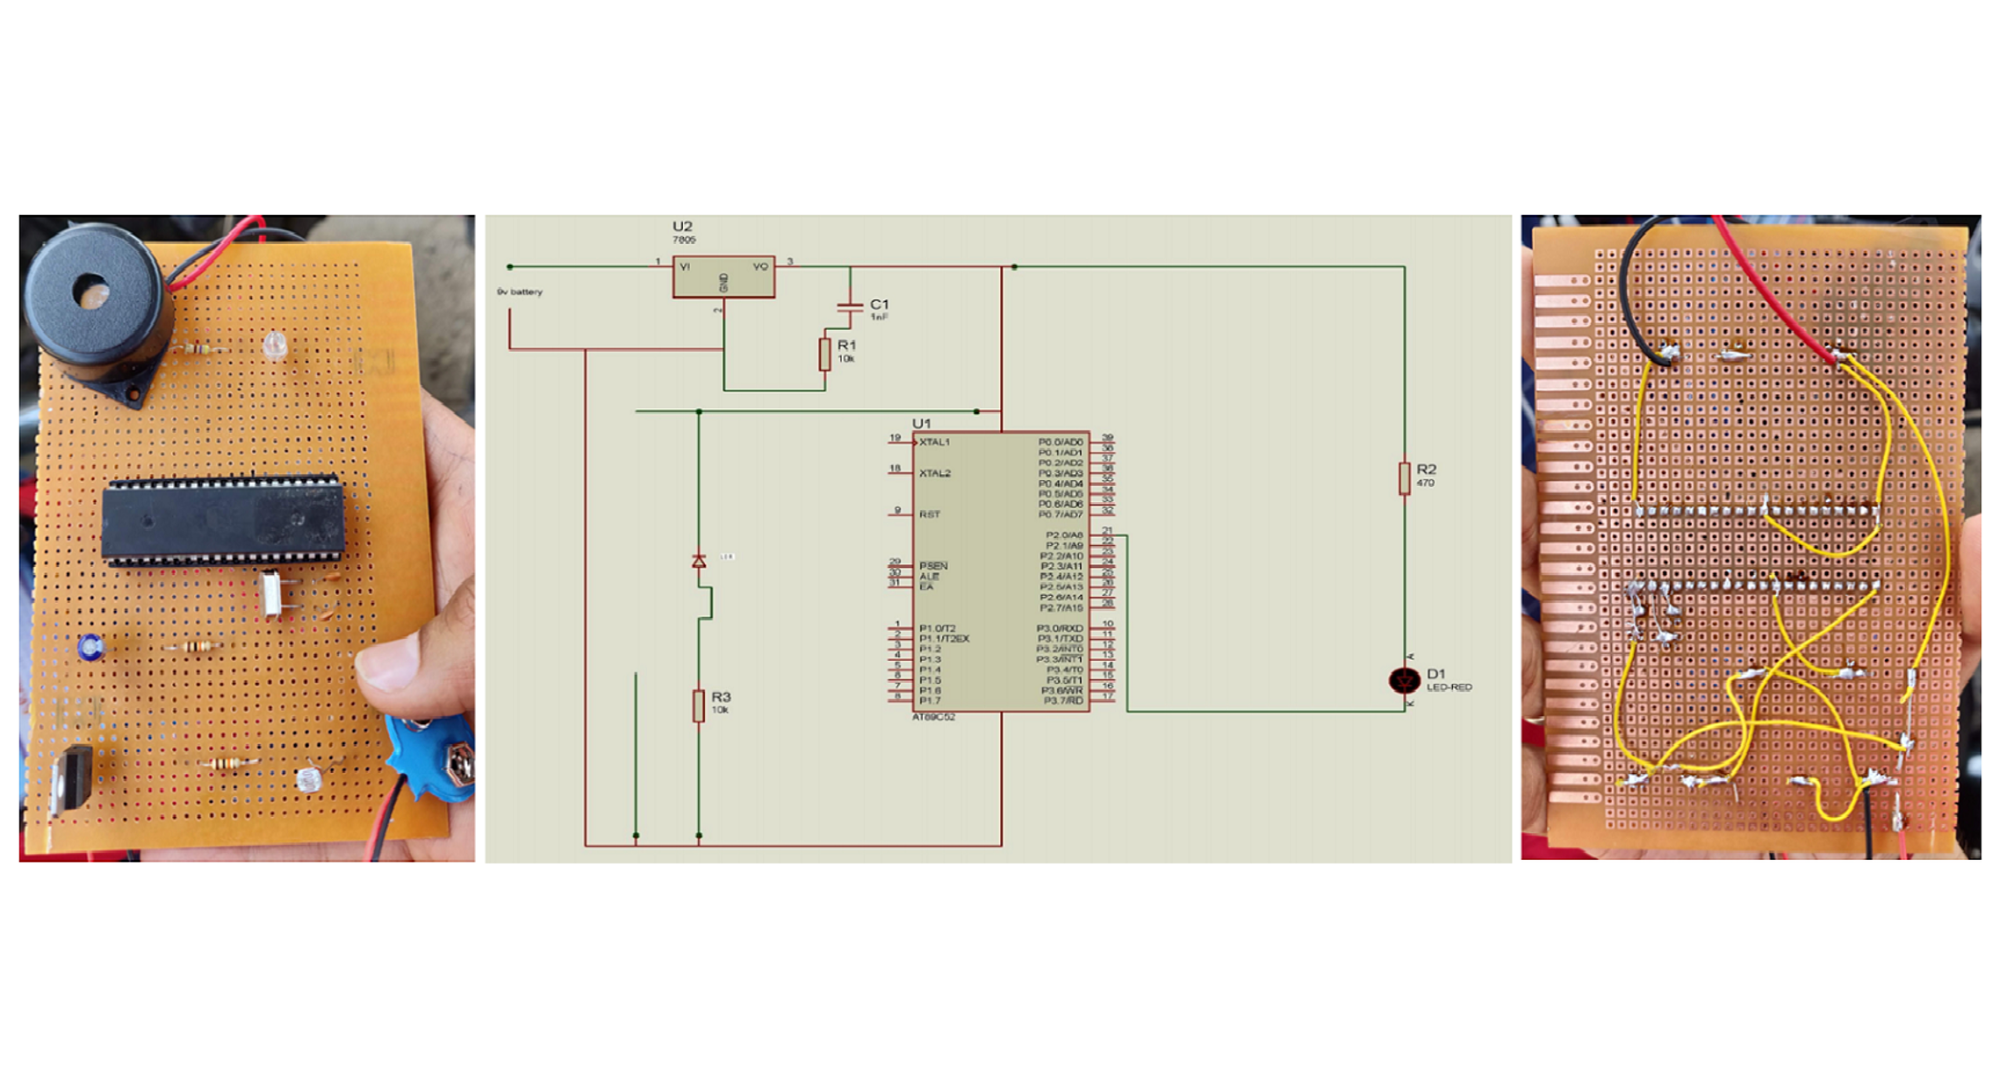 U2
7805
1
VI
VO
3
GND
2
9v battery
C1
1nF
R1
10k
U1
19
XTAL1
18
XTAL2
9
RST
29
PSEN
30
ALE
31
EA
1
P1.0/T2
2
P1.1/T2EX
3
P1.2
4
P1.3
5
P1.4
6
P1.5
7
P1.6
8
P1.7
AT89C52
P0.0/AD0
39
P0.1/AD1
38
P0.2/AD2
37
P0.3/AD3
36
P0.4/AD4
35
P0.5/AD5
34
P0.6/AD6
33
P0.7/AD7
32
P2.0/A8
21
P2.1/A9
22
P2.2/A10
23
P2.3/A11
24
P2.4/A12
25
P2.5/A13
26
P2.6/A14
27
P2.7/A15
28
P3.0/RXD
10
P3.1/TXD
11
P3.2/INT0
12
P3.3/INT1
13
P3.4/T0
14
P3.5/T1
15
P3.6/WR
16
P3.7/RD
17
R3
10k
R2
470
A
D1
LED-RED
K